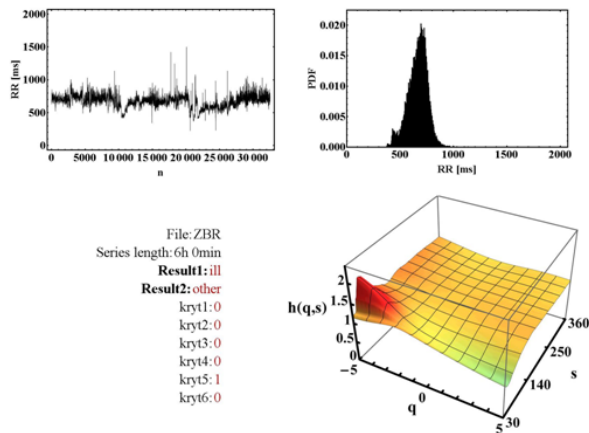 2000
1500
1000
500
0
RR [ms]
0 5000 10 000 15 000 20 000 25 000 30 000
n
0.020
0.015
0.010
0.005
0.000
PDF
0 500 1000 1500 2000
RR [ms]
File: ZBR
Series length: 6h 0min
Result1: ill
Result2: other
kryt1: 0
kryt2: 0
kryt3: 0
kryt4: 0
kryt5: 1
kryt6: 0
2
1.5
1
0.5
0
h(q,s)
-5 0 5
q
30 140 250 360
s